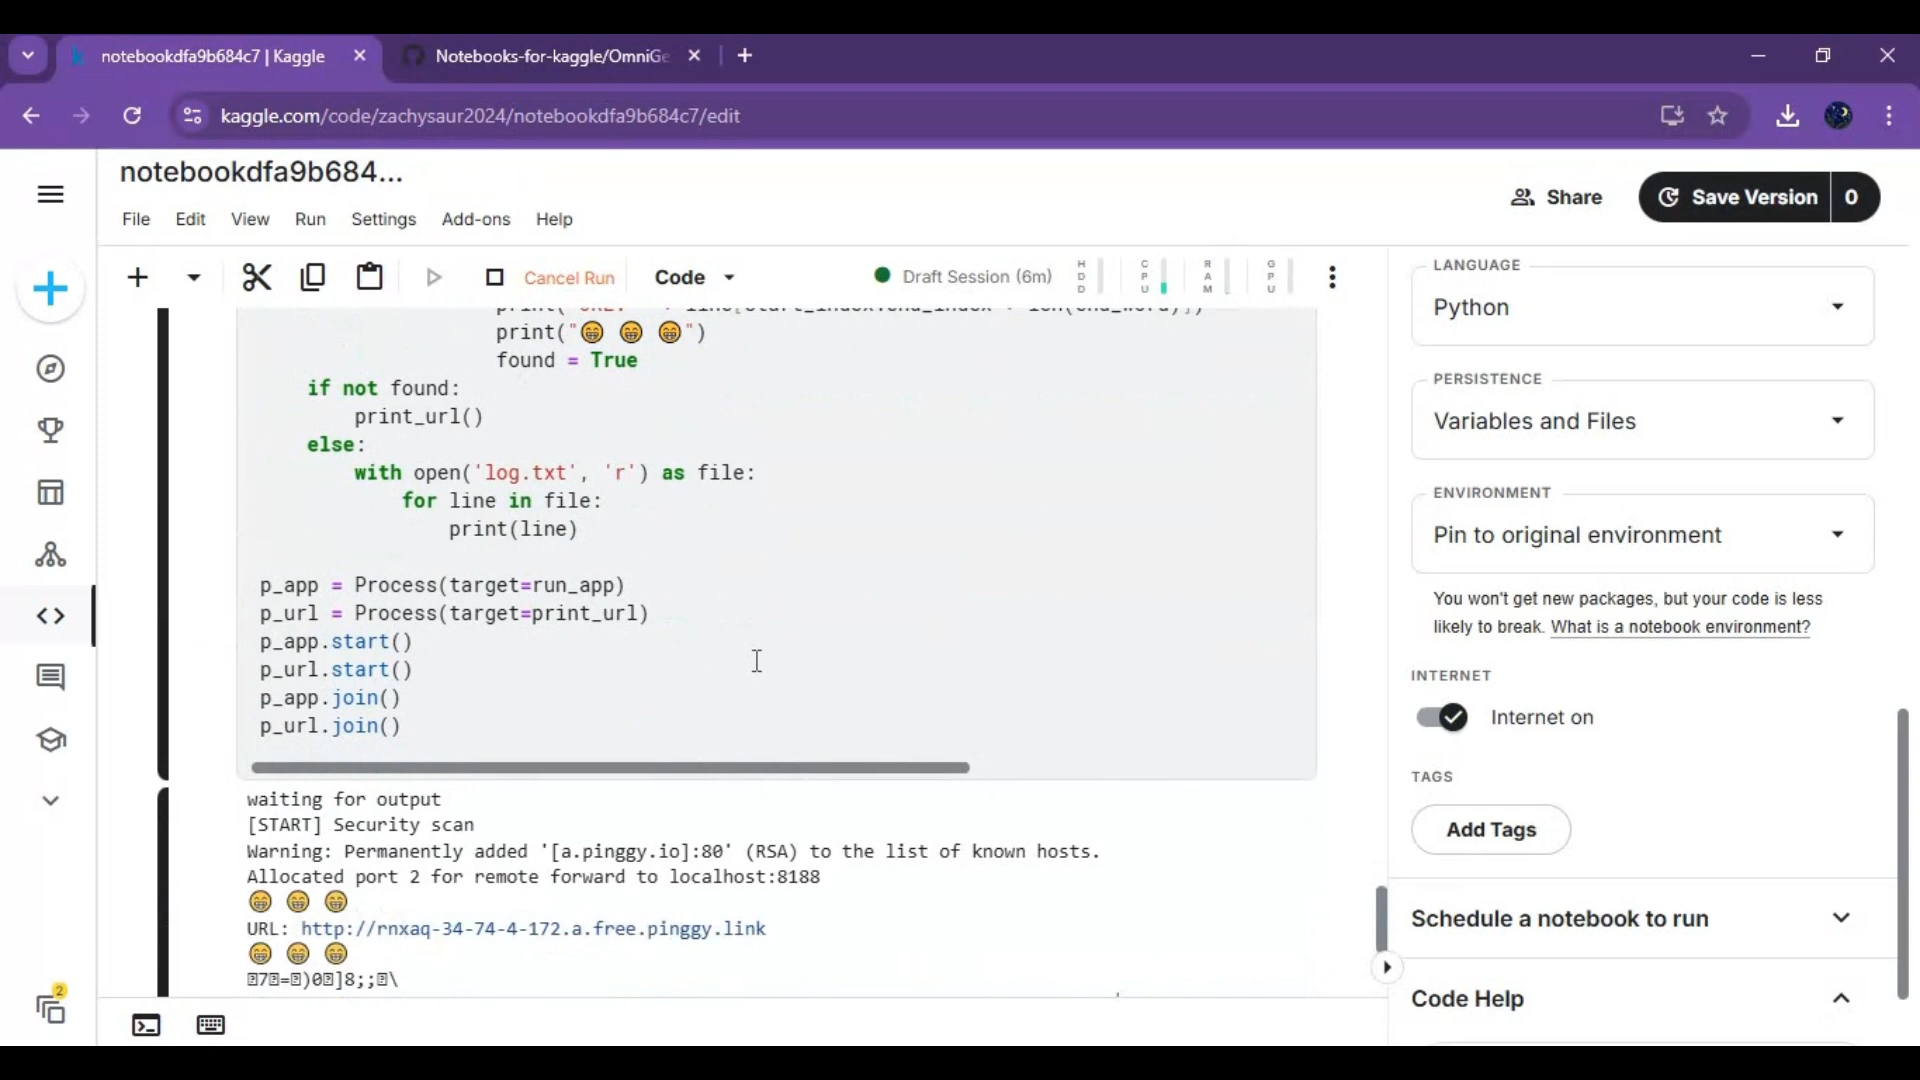 notebookdfa9b684c7 | Kaggle
Notebooks-for-kaggle/OmniGe
kaggle.com/code/zachysaur2024/notebookdfa9b684c7/edit
notebookdfa9b684...
File Edit View Run Settings Add-ons Help
Share
Save Version 0
Cancel Run
Code
Draft Session (6m)
HDD
CPU
RAM
GPU
print("😁 😁 😁")
found = True
if not found:
print_url()
else:
with open('log.txt', 'r') as file:
for line in file:
print(line)
p_app = Process(target=run_app)
p_url = Process(target=print_url)
p_app.start()
p_url.start()
p_app.join()
p_url.join()
waiting for output
[START] Security scan
Warning: Permanently added '[a.pinggy.io]:80' (RSA) to the list of known hosts.
Allocated port 2 for remote forward to localhost:8188
😁 😁 😁
URL: http://rnxaq-34-74-4-172.a.free.pinggy.link
😁 😁 😁
LANGUAGE
Python
PERSISTENCE
Variables and Files
ENVIRONMENT
Pin to original environment
You won't get new packages, but your code is less
likely to break. What is a notebook environment?
INTERNET
Internet on
TAGS
Add Tags
Schedule a notebook to run
Code Help
2